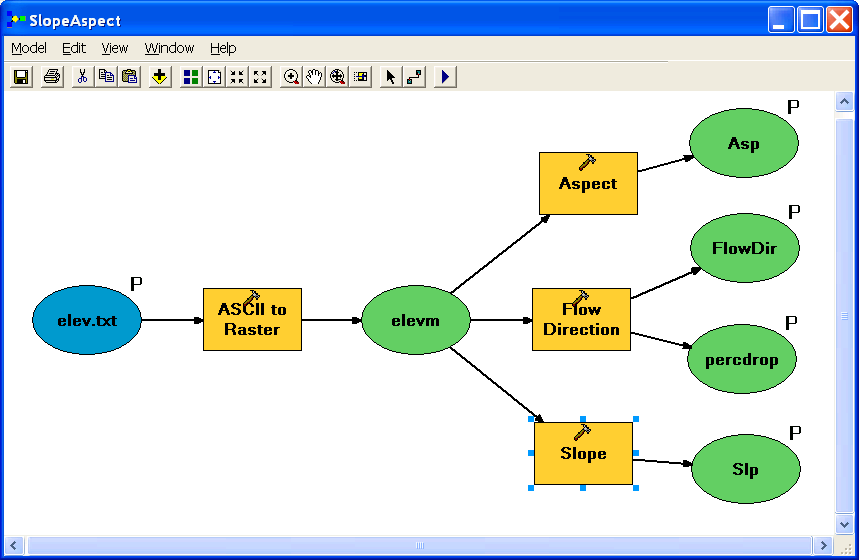 SlopeAspect
Model Edit View Window Help
P
Asp
Aspect
P
FlowDir
P
elev.txt
ASCII to
Raster
elevm
Flow
Direction
P
percdrop
Slope
P
Slp